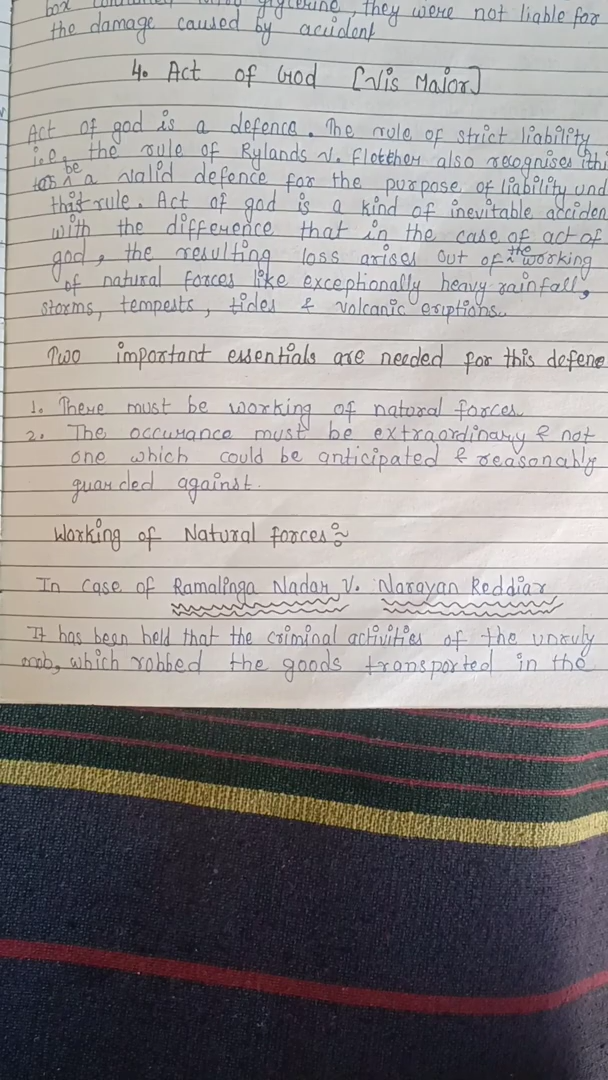 box glycerine, they were not liable for
the damage caused by acident
4. Act of God [Vis Major]
Act of god is a defence. The rule of strict liability
i.e. the rule of Rylands v. fletcher also recognises thi
be a valid defence for the purpose of liability und
that rule. Act of god is a kind of inevitable acciden
with the difference that in the case of act of
god, the resulting loss arises out of the working
of natural forces like exceptionally heavy rainfall,
storms, tempests, tides & volcanic eruptions.
Two important essentials are needed for this defene
1. There must be working of natural forces
2. The occurance must be extraordinary & not
one which could be anticipated & reasonably
guarded against.
Working of Natural forces:~
In case of Ramalinga Nadar V. Narayan Reddiar
It has been held that the criminal activities of the unruly
mob, which robbed the goods transported in the